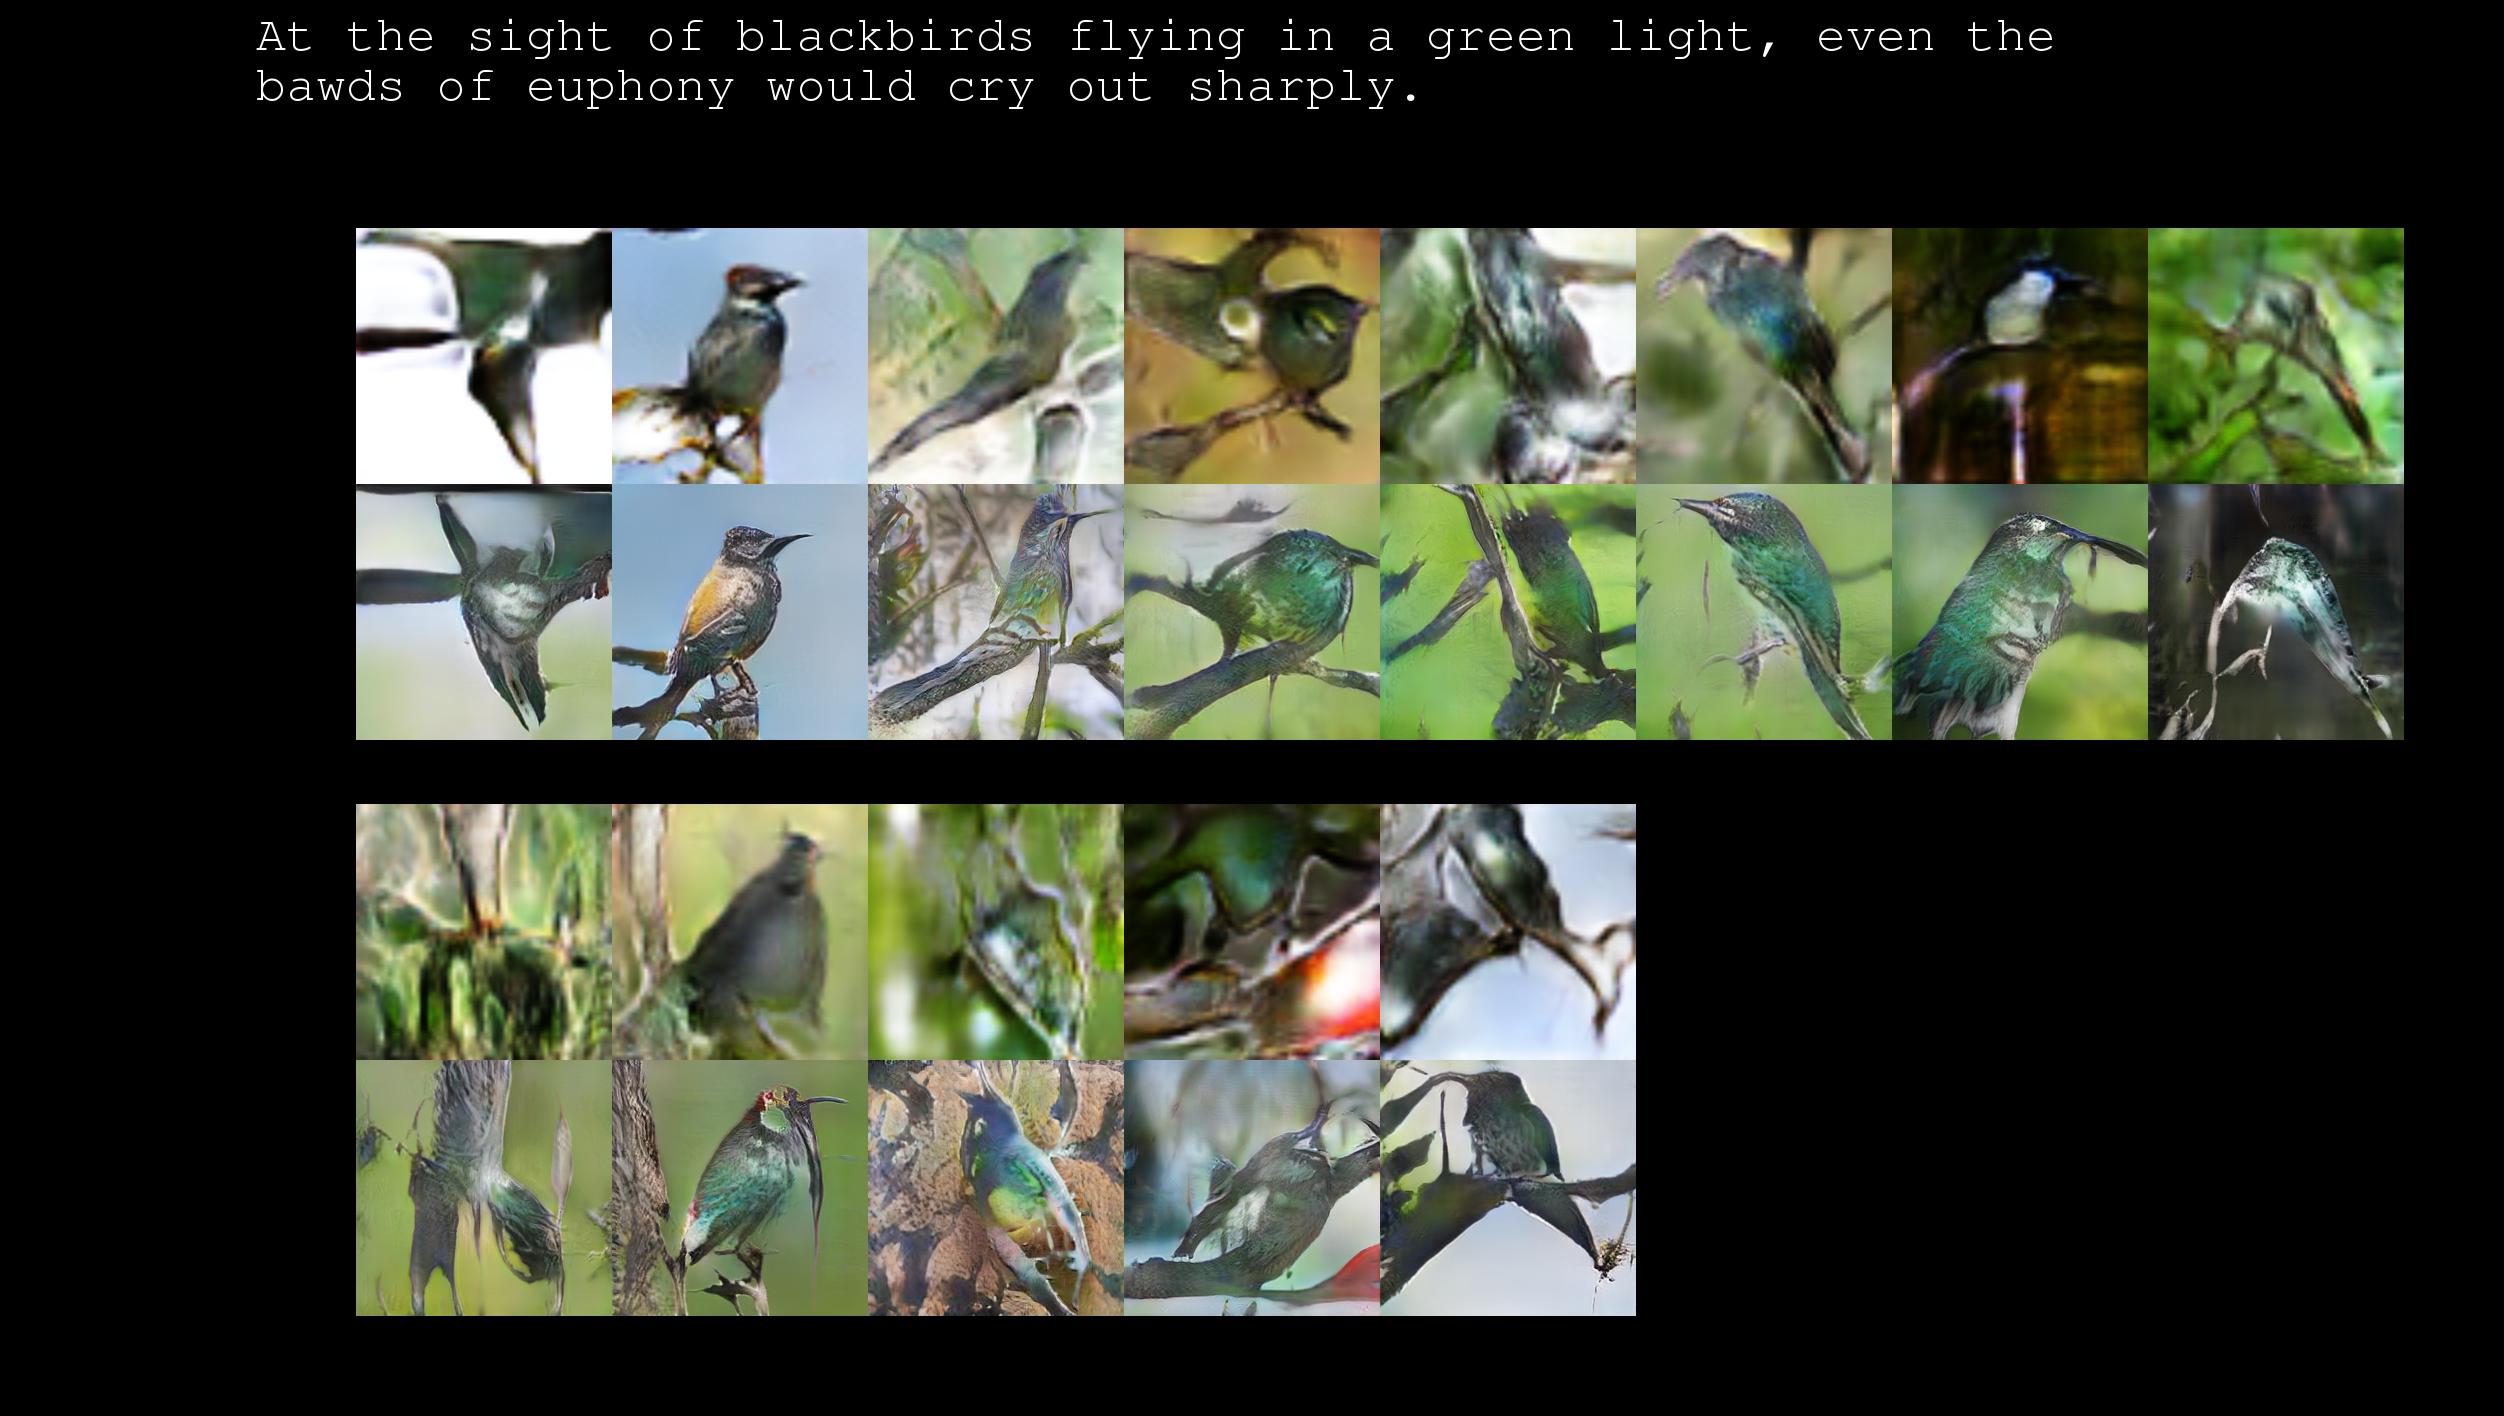 At the sight of blackbirds flying in a green light, even the
bawds of euphony would cry out sharply.